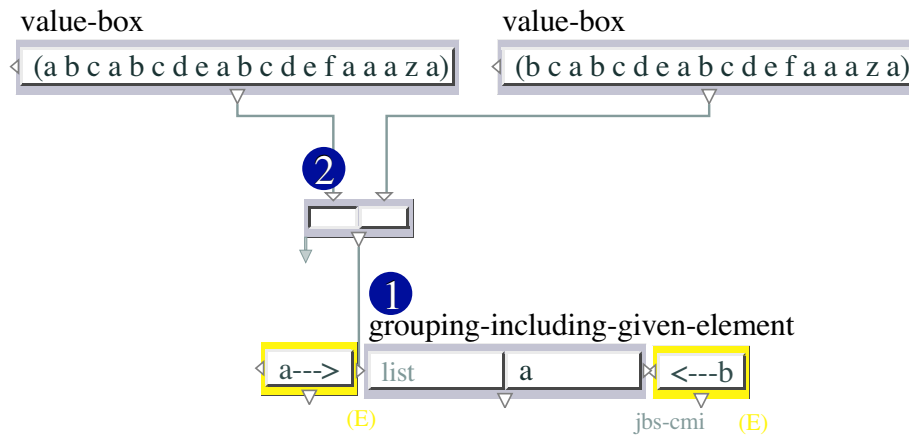 value-box
value-box
(a b c a b c d e a b c d e f a a a z a)
(b c a b c d e a b c d e f a a a z a)
2
1
grouping-including-given-element
a--->
list
a
<---b
(E)
jbs-cmi
(E)